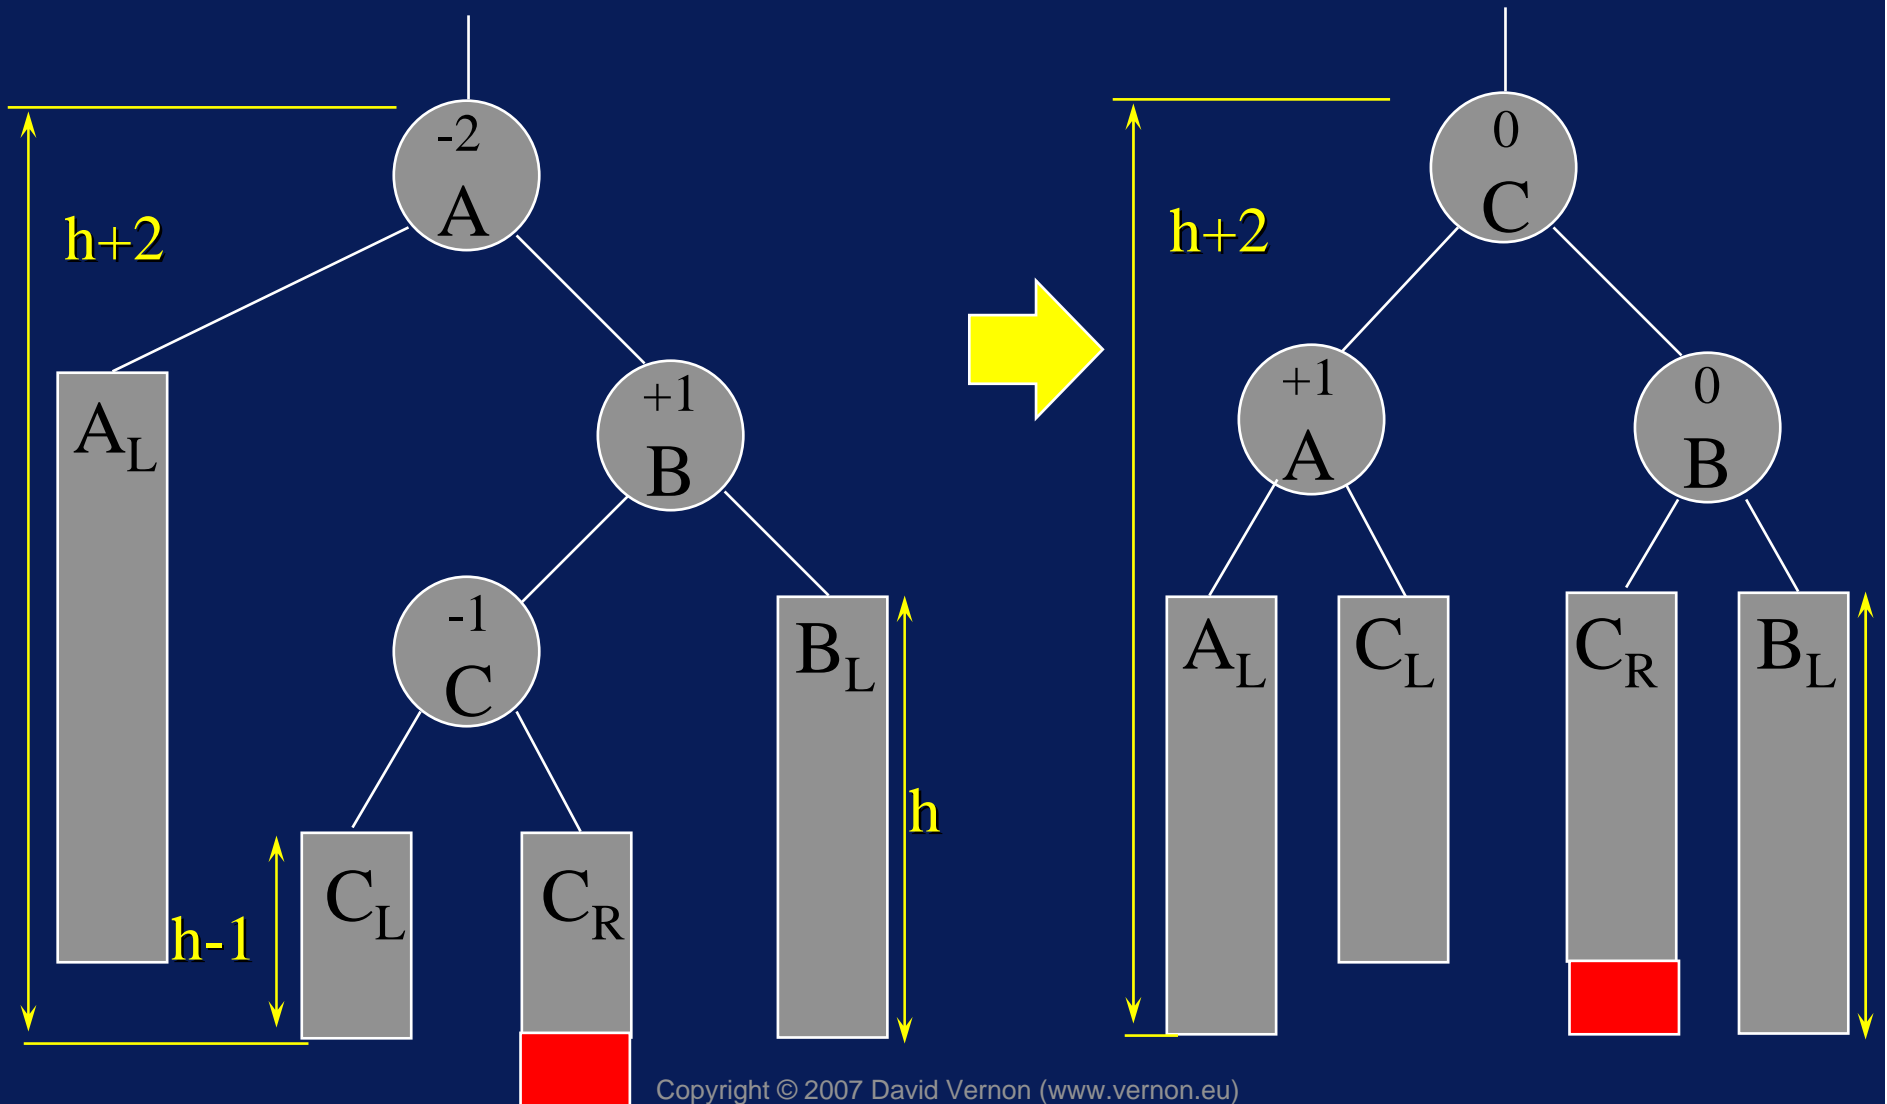 -2
A
h+2
A_L
+1
B
-1
C
B_L
h
C_L
C_R
h-1
0
C
h+2
+1
A
0
B
A_L
C_L
C_R
B_L
Copyright © 2007 David Vernon (www.vernon.eu)